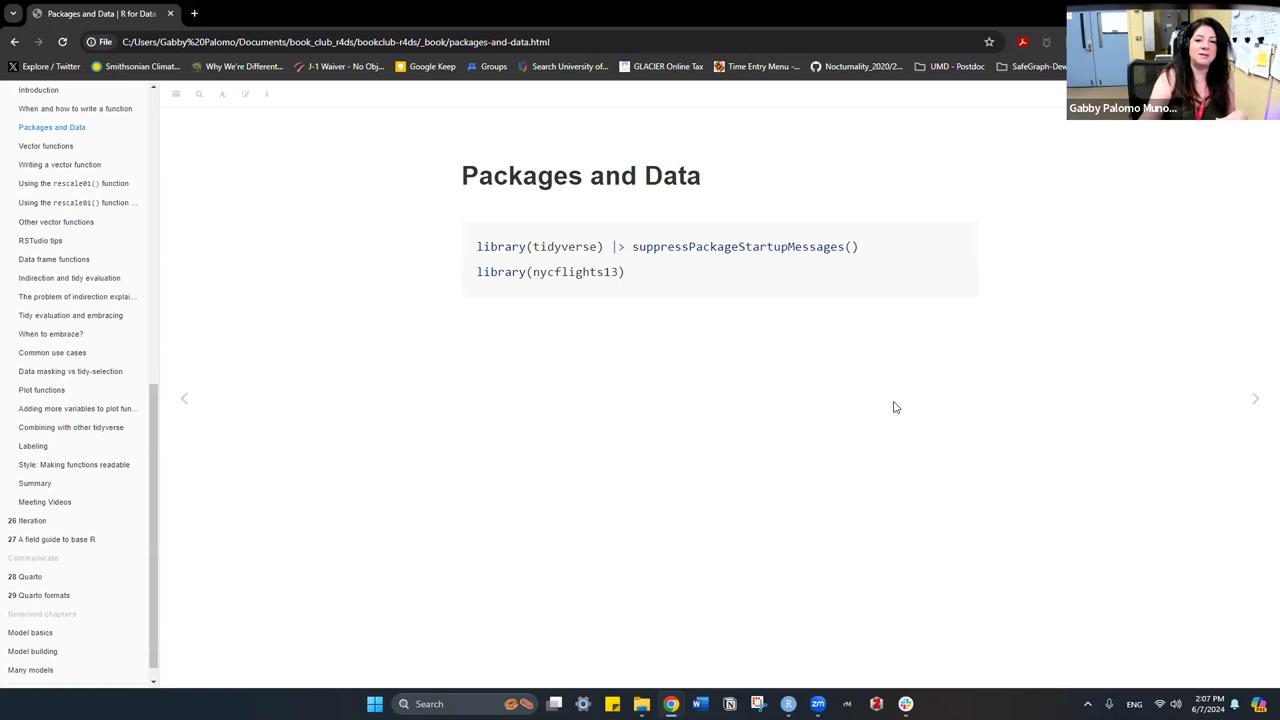 Packages and Data | R for Data
File
C:/Users/Gabby%20Palomo/Documents/book_club_r4ds/bookclub-r4ds/_book/packages-and-data.html
Explore / Twitter
Smithsonian Climat...
Why We're Different...
J-1 Waiver - No Obj...
Google Keep
GLACIER Online Tax
Time Entry Menu -...
Nocturnality_2020/2...
UMD - Postdoc
SafeGraph-Dew
Gabby Palomo Muno...
Introduction
When and how to write a function
Packages and Data
Vector functions
Writing a vector function
Using the rescale01() function
Using the rescale01() function ...
Other vector functions
RSTudio tips
Data frame functions
Indirection and tidy evaluation
The problem of indirection explai...
Tidy evaluation and embracing
When to embrace?
Common use cases
Data masking vs tidy-selection
Plot functions
Adding more variables to plot fun...
Combining with other tidyverse
Labeling
Style: Making functions readable
Summary
Meeting Videos
26 Iteration
27 A field guide to base R
Communicate
28 Quarto
29 Quarto formats
Removed chapters
Model basics
Model building
Many models
Packages and Data
library(tidyverse) |> suppressPackageStartupMessages()
library(nycflights13)
Search
ENG
2:07 PM
6/7/2024